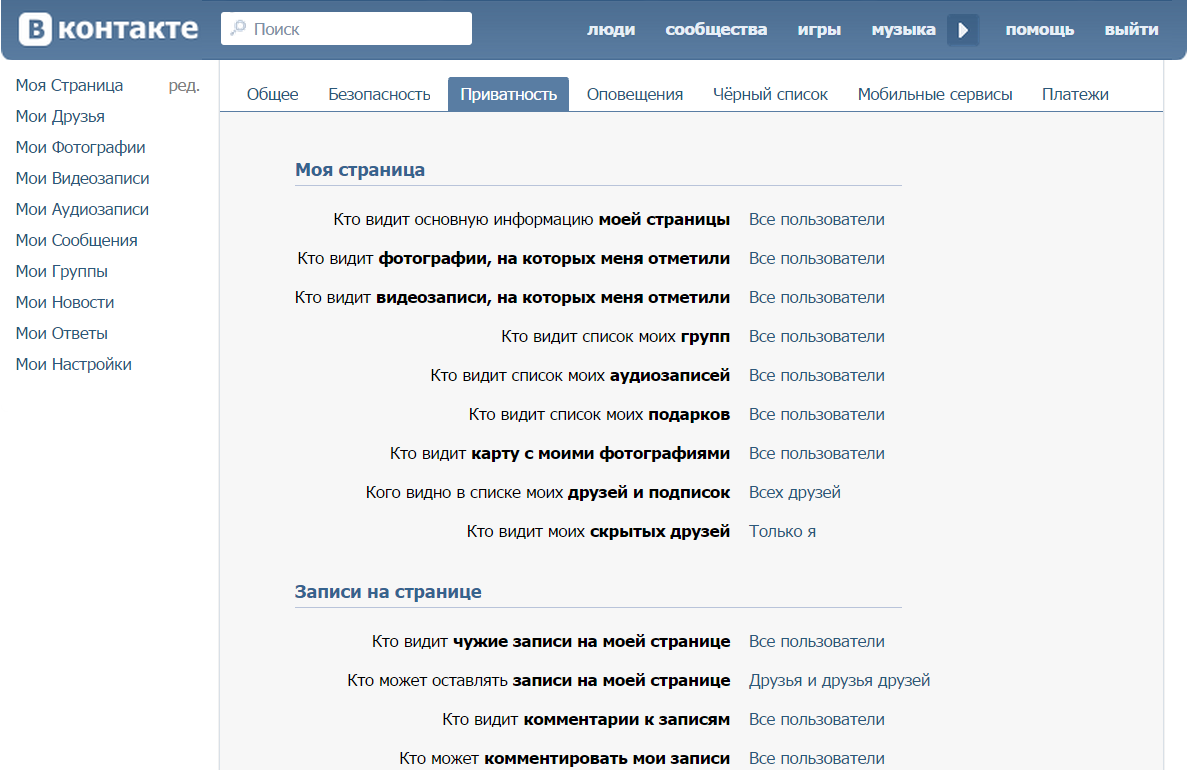 В контакте Поиск люди сообщества игры музыка помощь выйти
Моя Страница ред.
Мои Друзья
Мои Фотографии
Мои Видеозаписи
Мои Аудиозаписи
Мои Сообщения
Мои Группы
Мои Новости
Мои Ответы
Мои Настройки
Общее Безопасность Приватность Оповещения Чёрный список Мобильные сервисы Платежи
Моя страница
Кто видит основную информацию моей страницы Все пользователи
Кто видит фотографии, на которых меня отметили Все пользователи
Кто видит видеозаписи, на которых меня отметили Все пользователи
Кто видит список моих групп Все пользователи
Кто видит список моих аудиозаписей Все пользователи
Кто видит список моих подарков Все пользователи
Кто видит карту с моими фотографиями Все пользователи
Кого видно в списке моих друзей и подписок Всех друзей
Кто видит моих скрытых друзей Только я
Записи на странице
Кто видит чужие записи на моей странице Все пользователи
Кто может оставлять записи на моей странице Друзья и друзья друзей
Кто видит комментарии к записям Все пользователи
Кто может комментировать мои записи Все пользователи